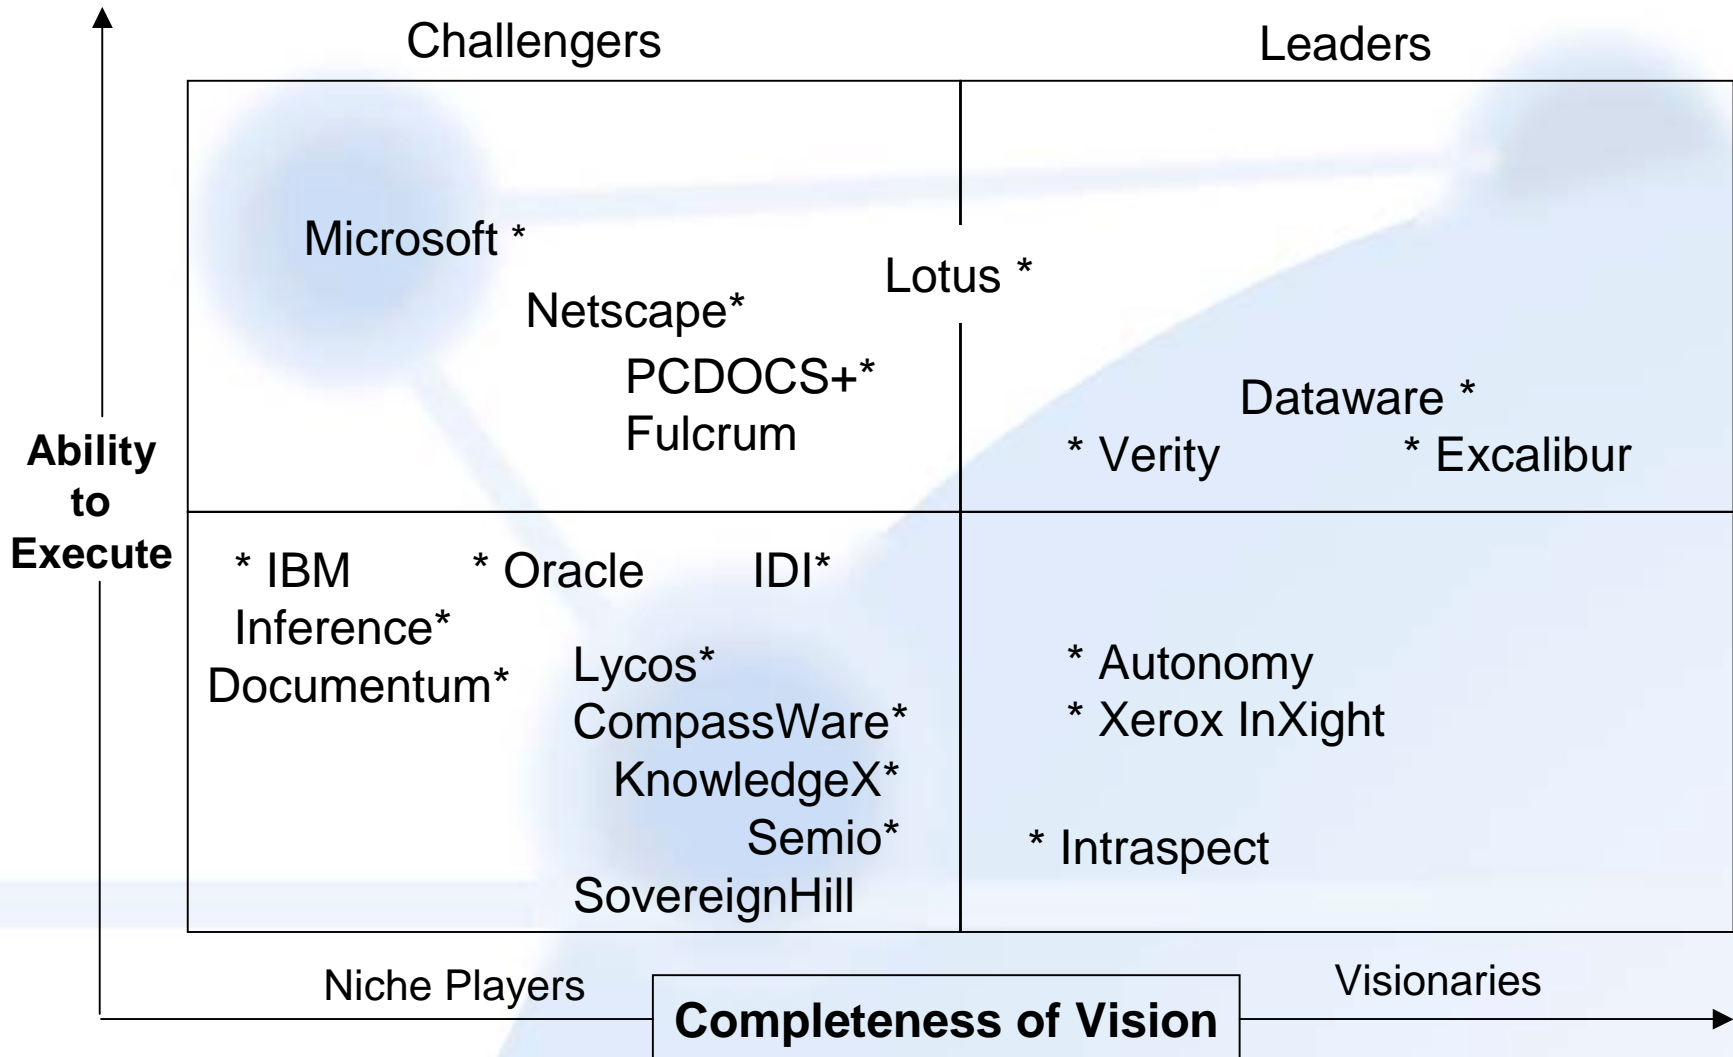 Challengers
Leaders
Microsoft *
Lotus *
Netscape*
PCDOCS+*
Fulcrum
Dataware *
* Verity
* Excalibur
Ability
to
Execute
* IBM
* Oracle
IDI*
Inference*
Documentum*
Lycos*
CompassWare*
KnowledgeX*
Semio*
SovereignHill
* Autonomy
* Xerox InXight
* Intraspect
Niche Players
Visionaries
Completeness of Vision